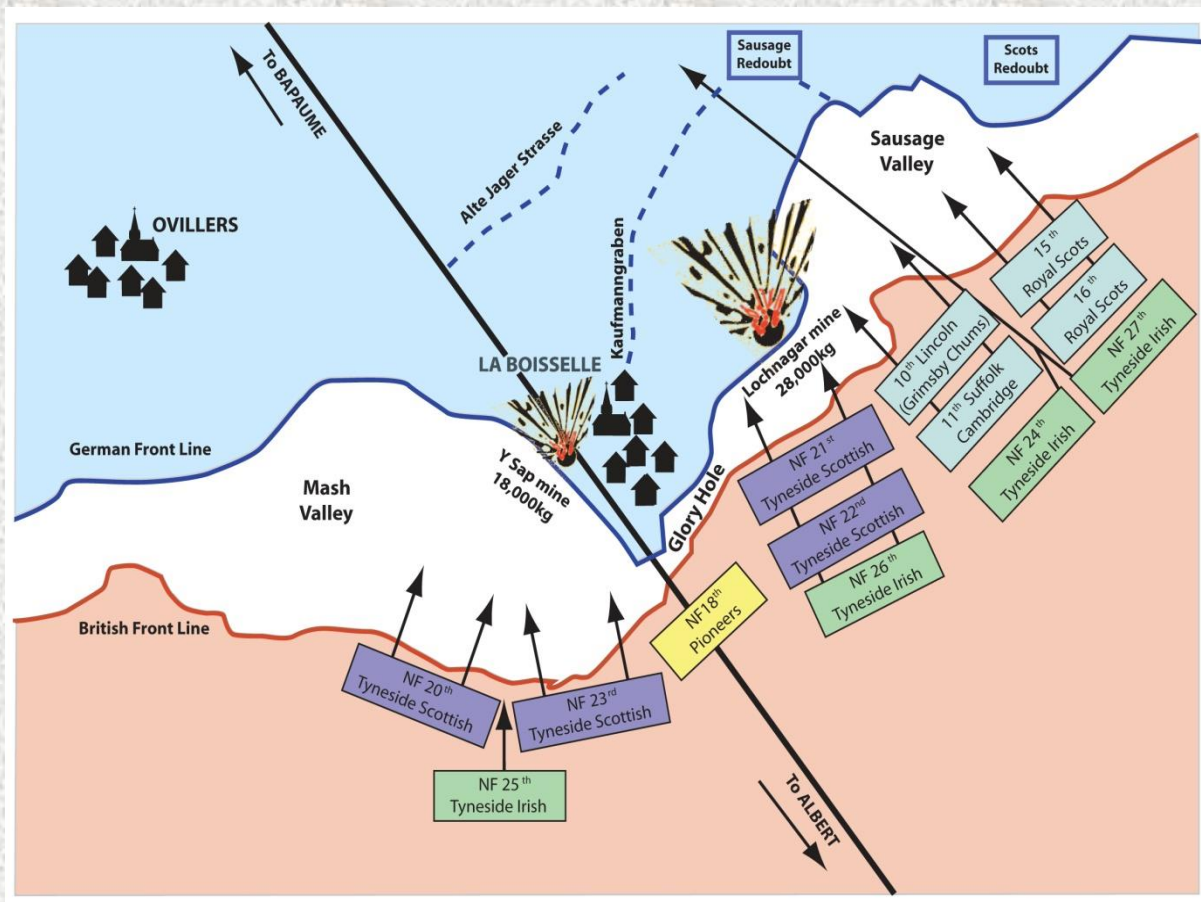 To BAPAUME
Sausage
Redoubt
Scots
Redoubt
Sausage
Valley
Alte Jager Strasse
OVILLERS
Kaufmanngraben
LA BOISSELLE
Lochnagar mine
28,000kg
15th
Royal Scots
16th
Royal Scots
NF 27th
Tyneside Irish
10th Lincoln
(Grimsby Chums)
11th Suffolk
Cambridge
NF 24th
Tyneside Irish
German Front Line
Mash
Valley
Y Sap mine
18,000kg
Glory Hole
NF 21st
Tyneside Scottish
NF 22nd
Tyneside Scottish
NF 26th
Tyneside Irish
British Front Line
NF18th
Pioneers
NF 20th
Tyneside Scottish
NF 23rd
Tyneside Scottish
NF 25th
Tyneside Irish
To ALBERT